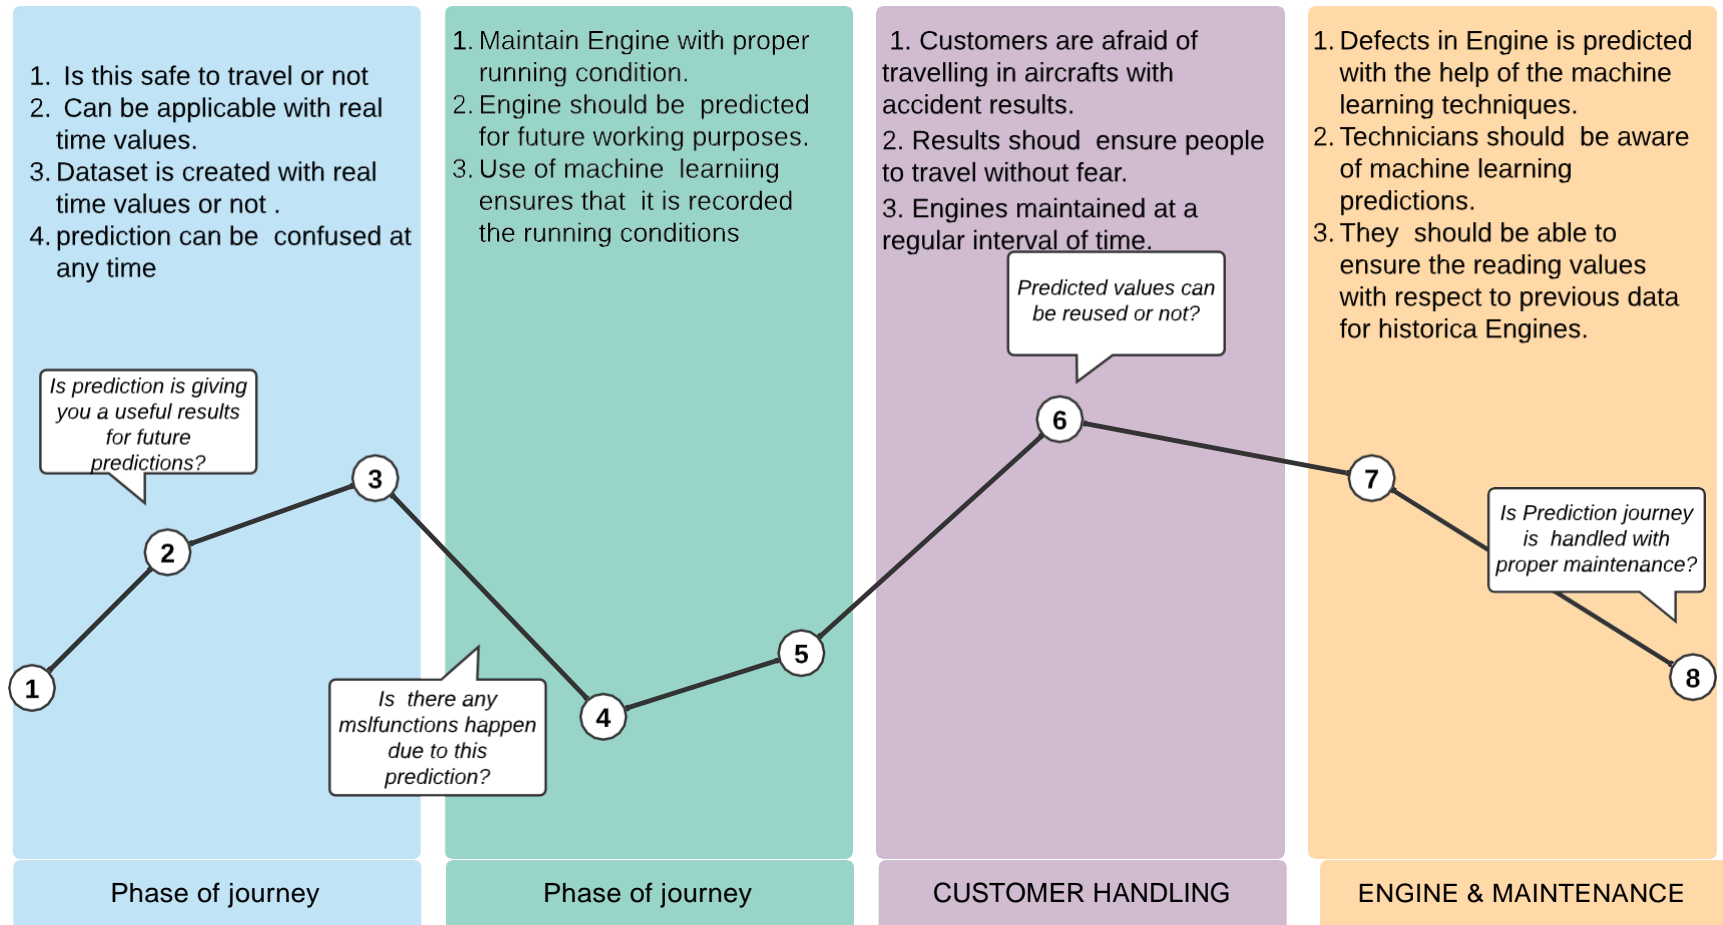 1. Is this safe to travel or not
2. Can be applicable with real
time values.
3. Dataset is created with real
time values or not .
4. prediction can be confused at
any time
1. Maintain Engine with proper
running condition.
2. Engine should be predicted
for future working purposes.
3. Use of machine learniing
ensures that it is recorded
the running conditions
1. Customers are afraid of
travelling in aircrafts with
accident results.
2. Results shoud ensure people
to travel without fear.
3. Engines maintained at a
regular interval of time.
1. Defects in Engine is predicted
with the help of the machine
learning techniques.
2. Technicians should be aware
of machine learning
predictions.
3. They should be able to
ensure the reading values
with respect to previous data
for historica Engines.
Is prediction is giving
you a useful results
for future
predictions?
Predicted values can
be reused or not?
Is there any
mslfunctions happen
due to this
prediction?
Is Prediction journey
is handled with
proper maintenance?
1
2
3
4
5
6
7
8
Phase of journey
Phase of journey
CUSTOMER HANDLING
ENGINE & MAINTENANCE